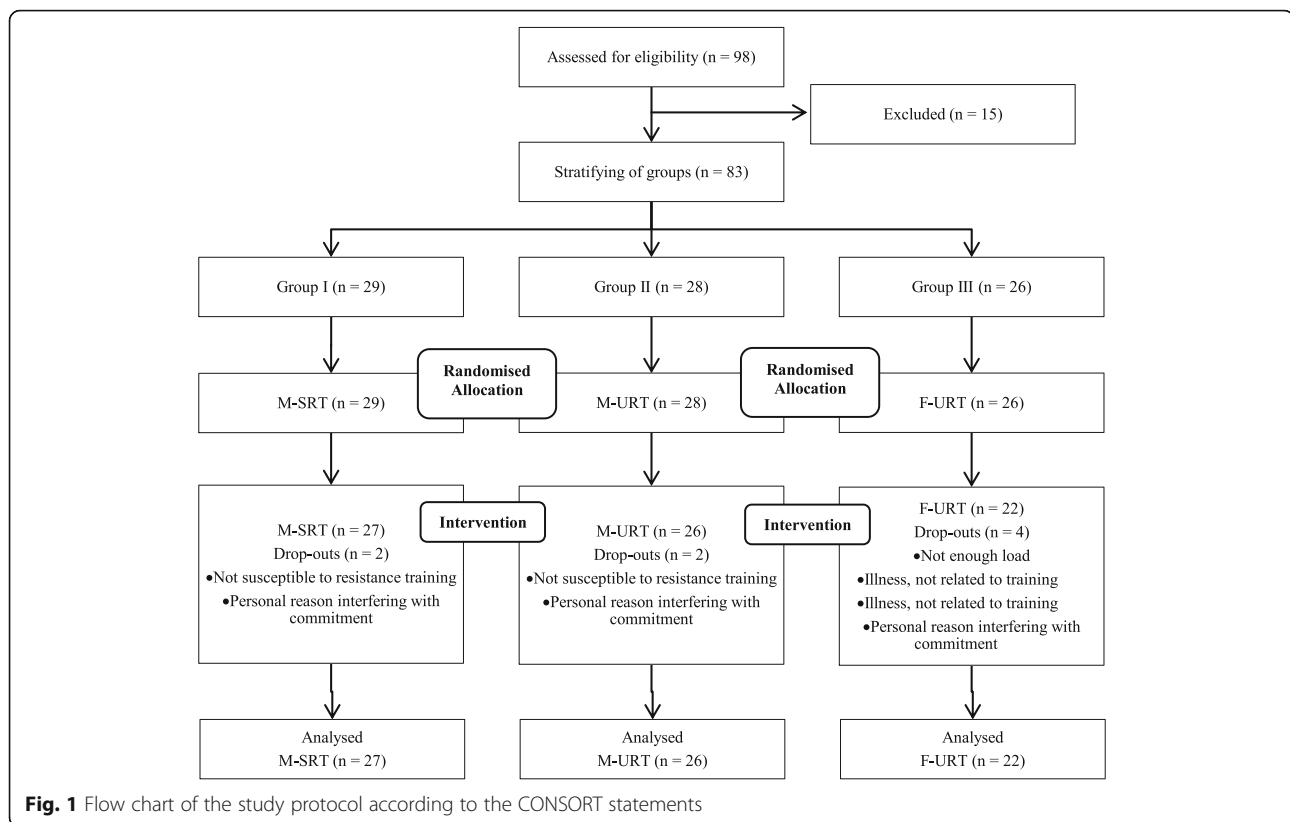 Assessed for eligibility (n = 98)
Excluded (n = 15)
Stratifying of groups (n = 83)
Group I (n = 29)
Group II (n = 28)
Group III (n = 26)
Randomised
Allocation
Randomised
Allocation
M-SRT (n = 29)
M-URT (n = 28)
F-URT (n = 26)
Intervention
Intervention
M-SRT (n = 27)
Drop-outs (n = 2)
•Not susceptible to resistance training
•Personal reason interfering with
commitment
M-URT (n = 26)
Drop-outs (n = 2)
•Not susceptible to resistance training
•Personal reason interfering with
commitment
F-URT (n = 22)
Drop-outs (n = 4)
•Not enough load
•Illness, not related to training
•Illness, not related to training
•Personal reason interfering with
commitment
Analysed
M-SRT (n = 27)
Analysed
M-URT (n = 26)
Analysed
F-URT (n = 22)
Fig. 1 Flow chart of the study protocol according to the CONSORT statements